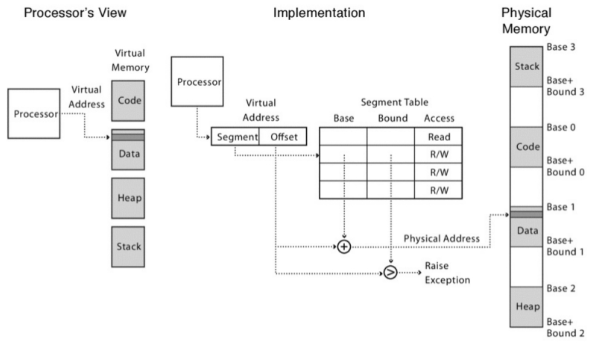 Processor's View
Implementation
Physical
Memory
Virtual
Memory
Virtual
Address
Processor
Code
Data
Heap
Stack
Processor
Virtual
Address
Segment Offset
Segment Table
Base Bound Access
Read
R/W
R/W
R/W
+
Physical Address
>
Raise
Exception
Base 3
Stack
Base+
Bound 3
Base 0
Code
Base+
Bound 0
Base 1
Data
Base+
Bound 1
Base 2
Heap
Base+
Bound 2